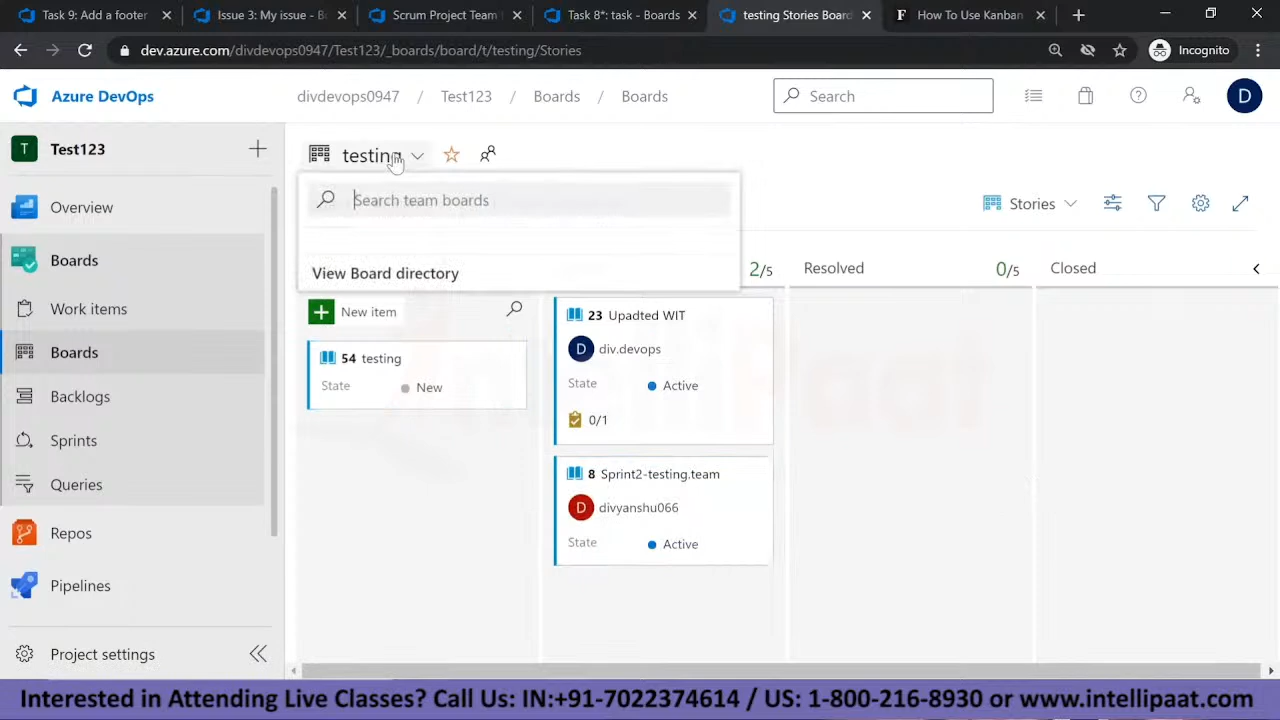 Task 9: Add a footer
Issue 3: My issue - Bo
Scrum Project Team
Task 8*: task - Boards
testing Stories Board
How To Use Kanban
dev.azure.com/divdevops0947/Test123/_boards/board/t/testing/Stories
Incognito
Azure DevOps
divdevops0947 / Test123 / Boards / Boards
Search
D
T Test123
testing
Search team boards
View Board directory
Overview
Boards
Work items
Boards
Backlogs
Sprints
Queries
Repos
Pipelines
Project settings
Stories
2/5
Resolved 0/5
Closed
New item
54 testing
State New
23 Upadted WIT
D div.devops
State Active
0/1
8 Sprint2-testing.team
D divyanshu066
State Active
Interested in Attending Live Classes? Call Us: IN:+91-7022374614 / US: 1-800-216-8930 or www.intellipaat.com